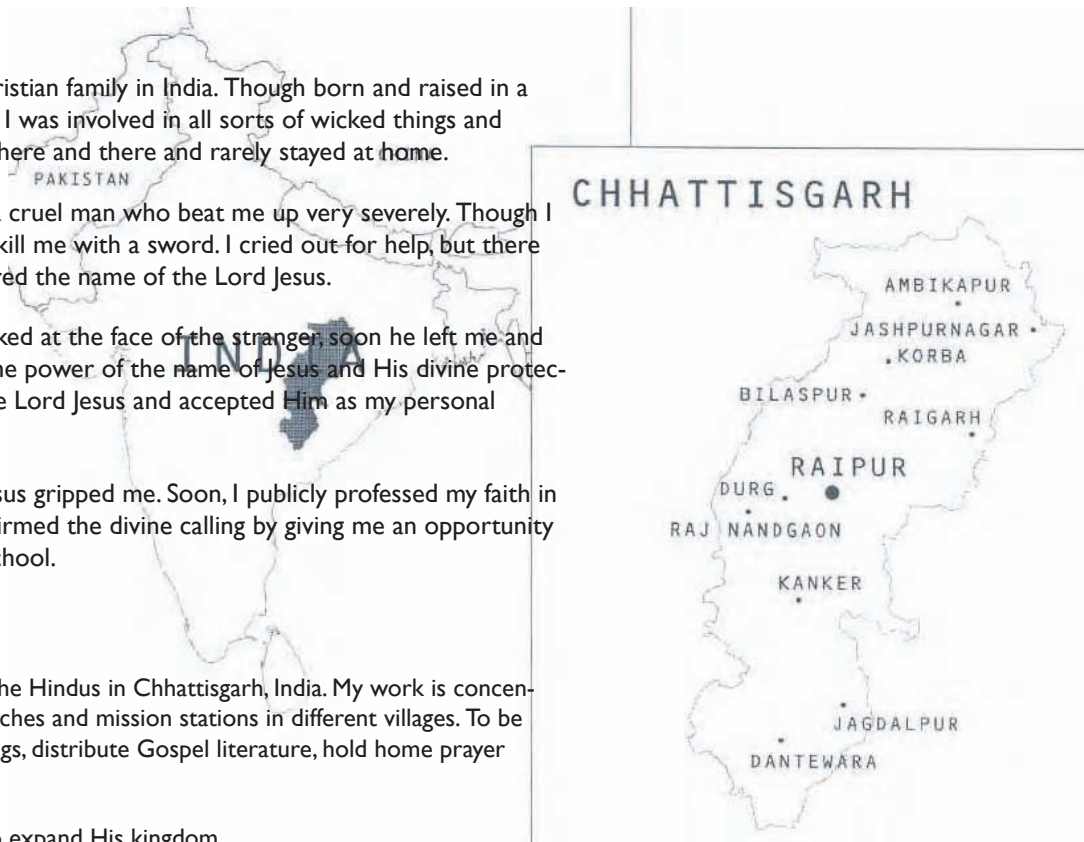 ristian family in India. Though born and raised in a
I was involved in all sorts of wicked things and
here and there and rarely stayed at home.
PAKISTAN
a cruel man who beat me up very severely. Though I
kill me with a sword. I cried out for help, but there
red the name of the Lord Jesus.
ked at the face of the stranger, soon he left me and
INDIA
he power of the name of Jesus and His divine protec-
e Lord Jesus and accepted Him as my personal
sus gripped me. Soon, I publicly professed my faith in
irmed the divine calling by giving me an opportunity
chool.
he Hindus in Chhattisgarh, India. My work is concen-
ches and mission stations in different villages. To be
gs, distribute Gospel literature, hold home prayer
o expand His kingdom
CHHATTISGARH
AMBIKAPUR
JASHPURNAGAR
KORBA
BILASPUR
RAIGARH
RAIPUR
DURG
RAJ NANDGAON
KANKER
JAGDALPUR
DANTEWARA